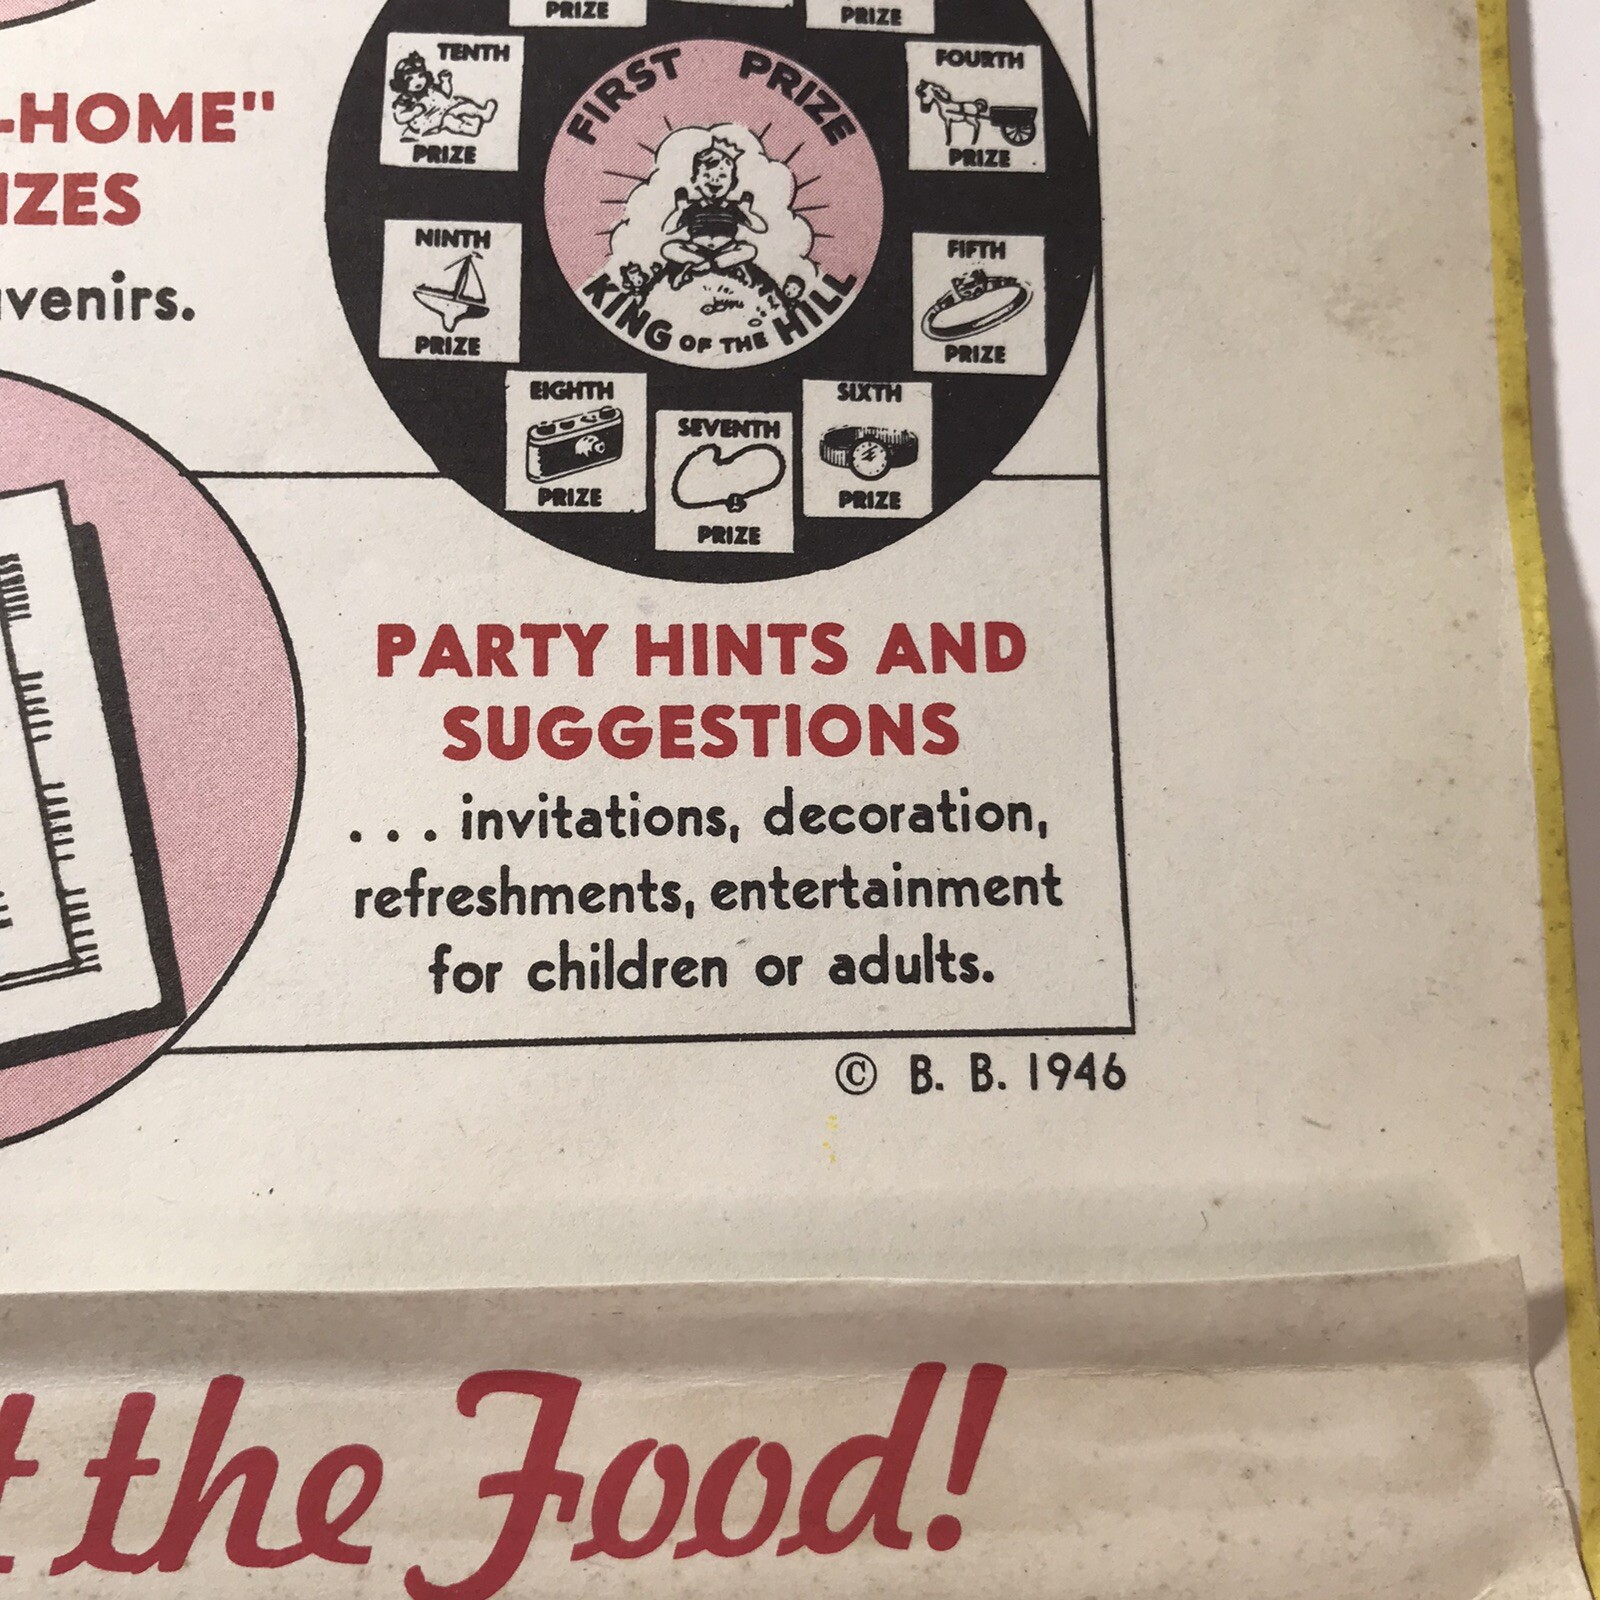 PRIZE
PRIZE
TENTH
PRIZE
FIRST PRIZE
KING OF THE HILL
FOURTH
PRIZE
-HOME"
IZES
venirs.
NINTH
PRIZE
FIFTH
PRIZE
EIGHTH
PRIZE
SEVENTH
PRIZE
SIXTH
PRIZE
PARTY HINTS AND
SUGGESTIONS
. . . invitations, decoration,
refreshments, entertainment
for children or adults.
© B. B. 1946
t the Food!